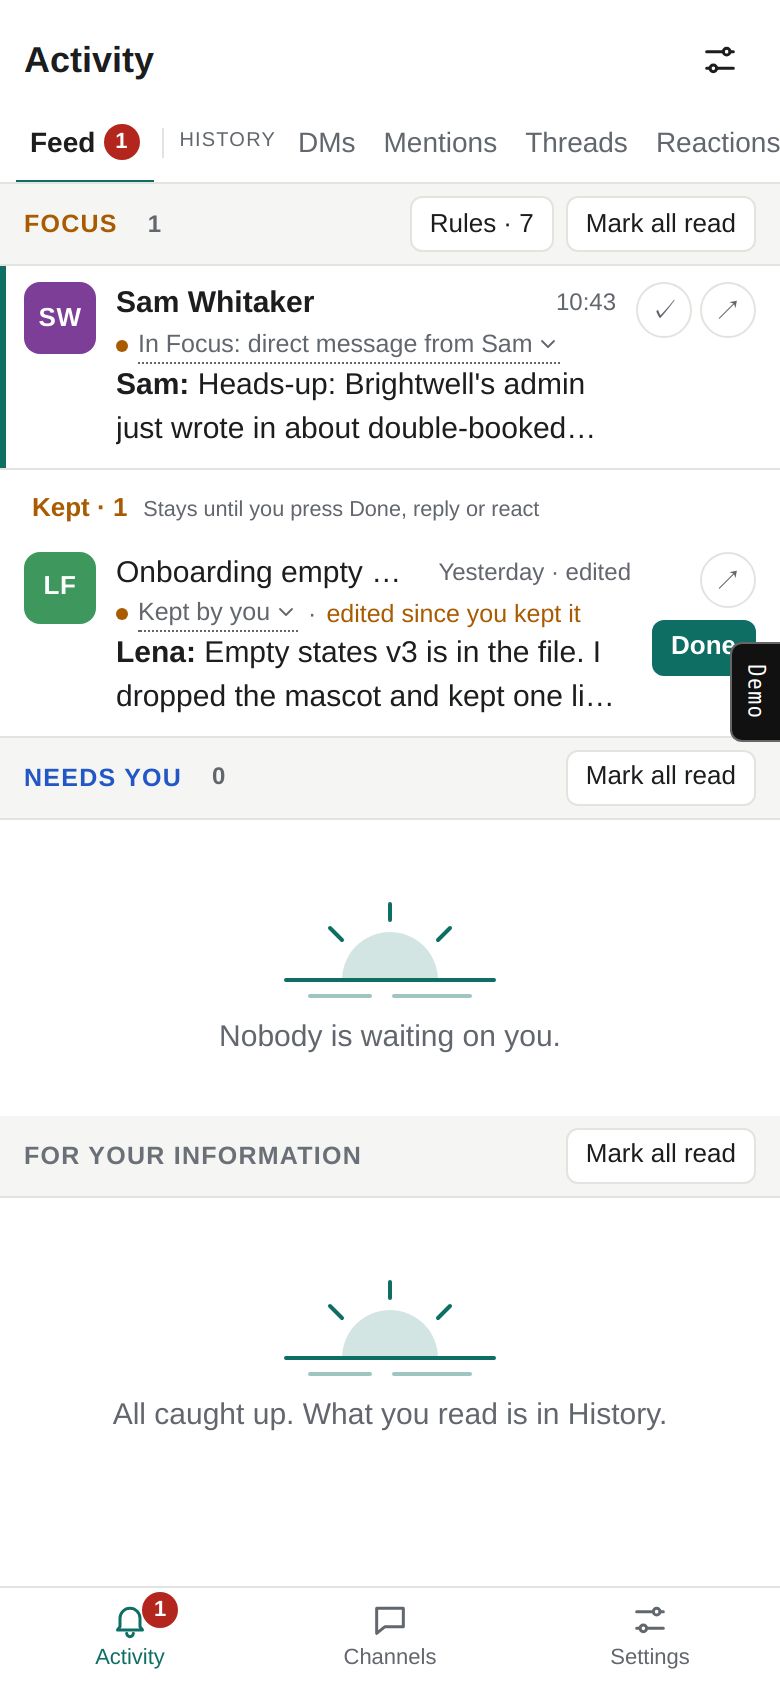 Activity
Feed 1 HISTORY DMs Mentions Threads Reactions
FOCUS 1 Rules · 7 Mark all read
SW Sam Whitaker 10:43
In Focus: direct message from Sam
Sam: Heads-up: Brightwell's admin
just wrote in about double-booked…
Kept · 1 Stays until you press Done, reply or react
LF Onboarding empty … Yesterday · edited
Kept by you · edited since you kept it
Lena: Empty states v3 is in the file. I
dropped the mascot and kept one li…
Done
Demo
NEEDS YOU 0 Mark all read
Nobody is waiting on you.
FOR YOUR INFORMATION Mark all read
All caught up. What you read is in History.
1
Activity Channels Settings